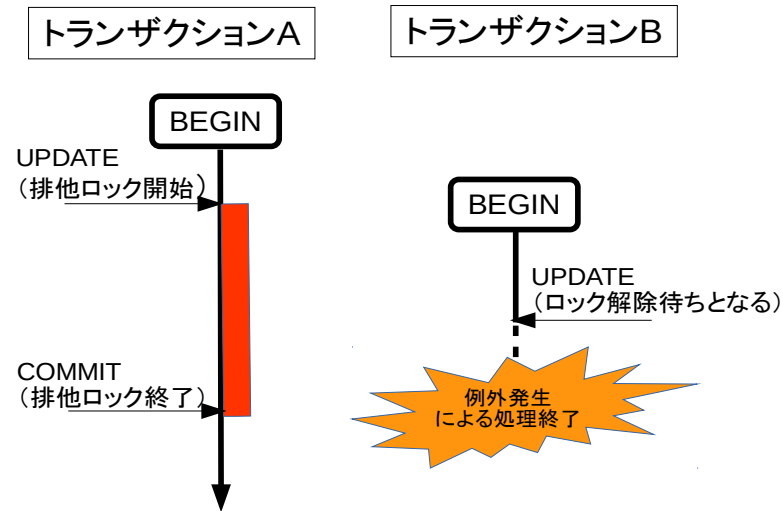 トランザクションA
トランザクションB
BEGIN
UPDATE
（排他ロック開始）
BEGIN
UPDATE
（ロック解除待ちとなる）
COMMIT
（排他ロック終了）
例外発生
による処理終了